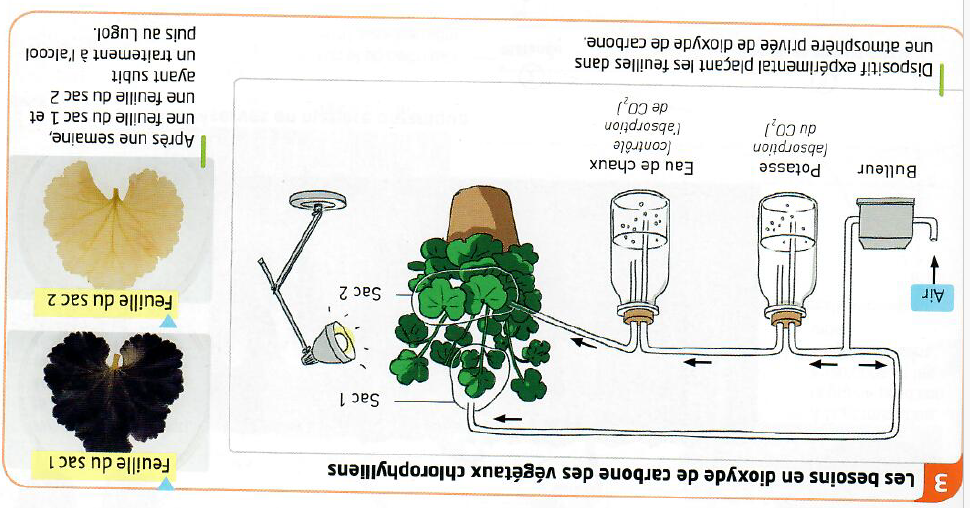 3 Les besoins en dioxyde de carbone des végétaux chlorophylliens
Feuille du sac 1
Sac 1
Air
Sac 2
Feuille du sac 2
Bulleur
Potasse
(absorption
du CO₂)
Eau de chaux
(contrôle
l'absorption
de CO₂)
Dispositif expérimental plaçant les feuilles dans
une atmosphère privée de dioxyde de carbone.
Après une semaine,
une feuille du sac 1 et
une feuille du sac 2
ayant subit
un traitement à l'alcool
puis au Lugol.